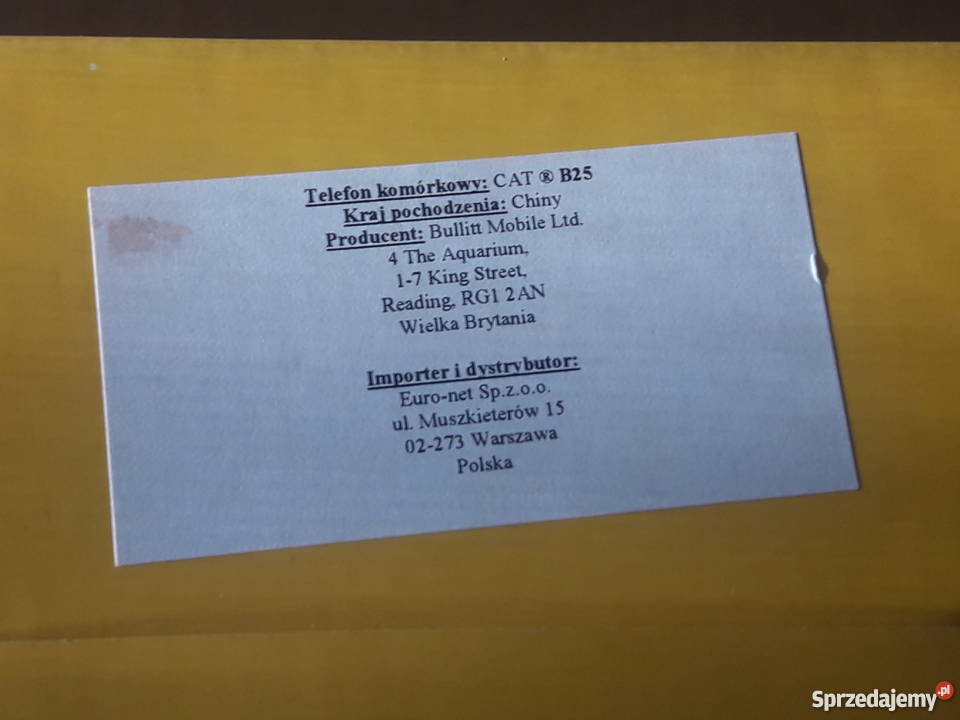 Telefon komórkowy: CAT ® B25
Kraj pochodzenia: Chiny
Producent: Bullitt Mobile Ltd.
4 The Aquarium,
1-7 King Street,
Reading, RG1 2AN
Wielka Brytania
Importer i dystrybutor:
Euro-net Sp.z.o.o.
ul. Muszkieterów 15
02-273 Warszawa
Polska
Sprzedajemy.pl